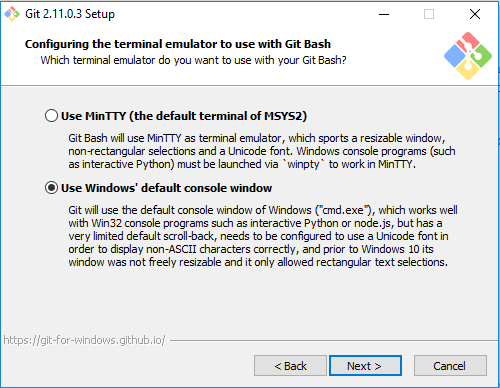 Git 2.11.0.3 Setup
Configuring the terminal emulator to use with Git Bash
Which terminal emulator do you want to use with your Git Bash?
Use MinTTY (the default terminal of MSYS2)
Git Bash will use MinTTY as terminal emulator, which sports a resizable window,
non-rectangular selections and a Unicode font. Windows console programs (such
as interactive Python) must be launched via `winpty` to work in MinTTY.
Use Windows' default console window
Git will use the default console window of Windows ("cmd.exe"), which works well
with Win32 console programs such as interactive Python or node.js, but has a
very limited default scroll-back, needs to be configured to use a Unicode font in
order to display non-ASCII characters correctly, and prior to Windows 10 its
window was not freely resizable and it only allowed rectangular text selections.
https://git-for-windows.github.io/
< Back
Next >
Cancel